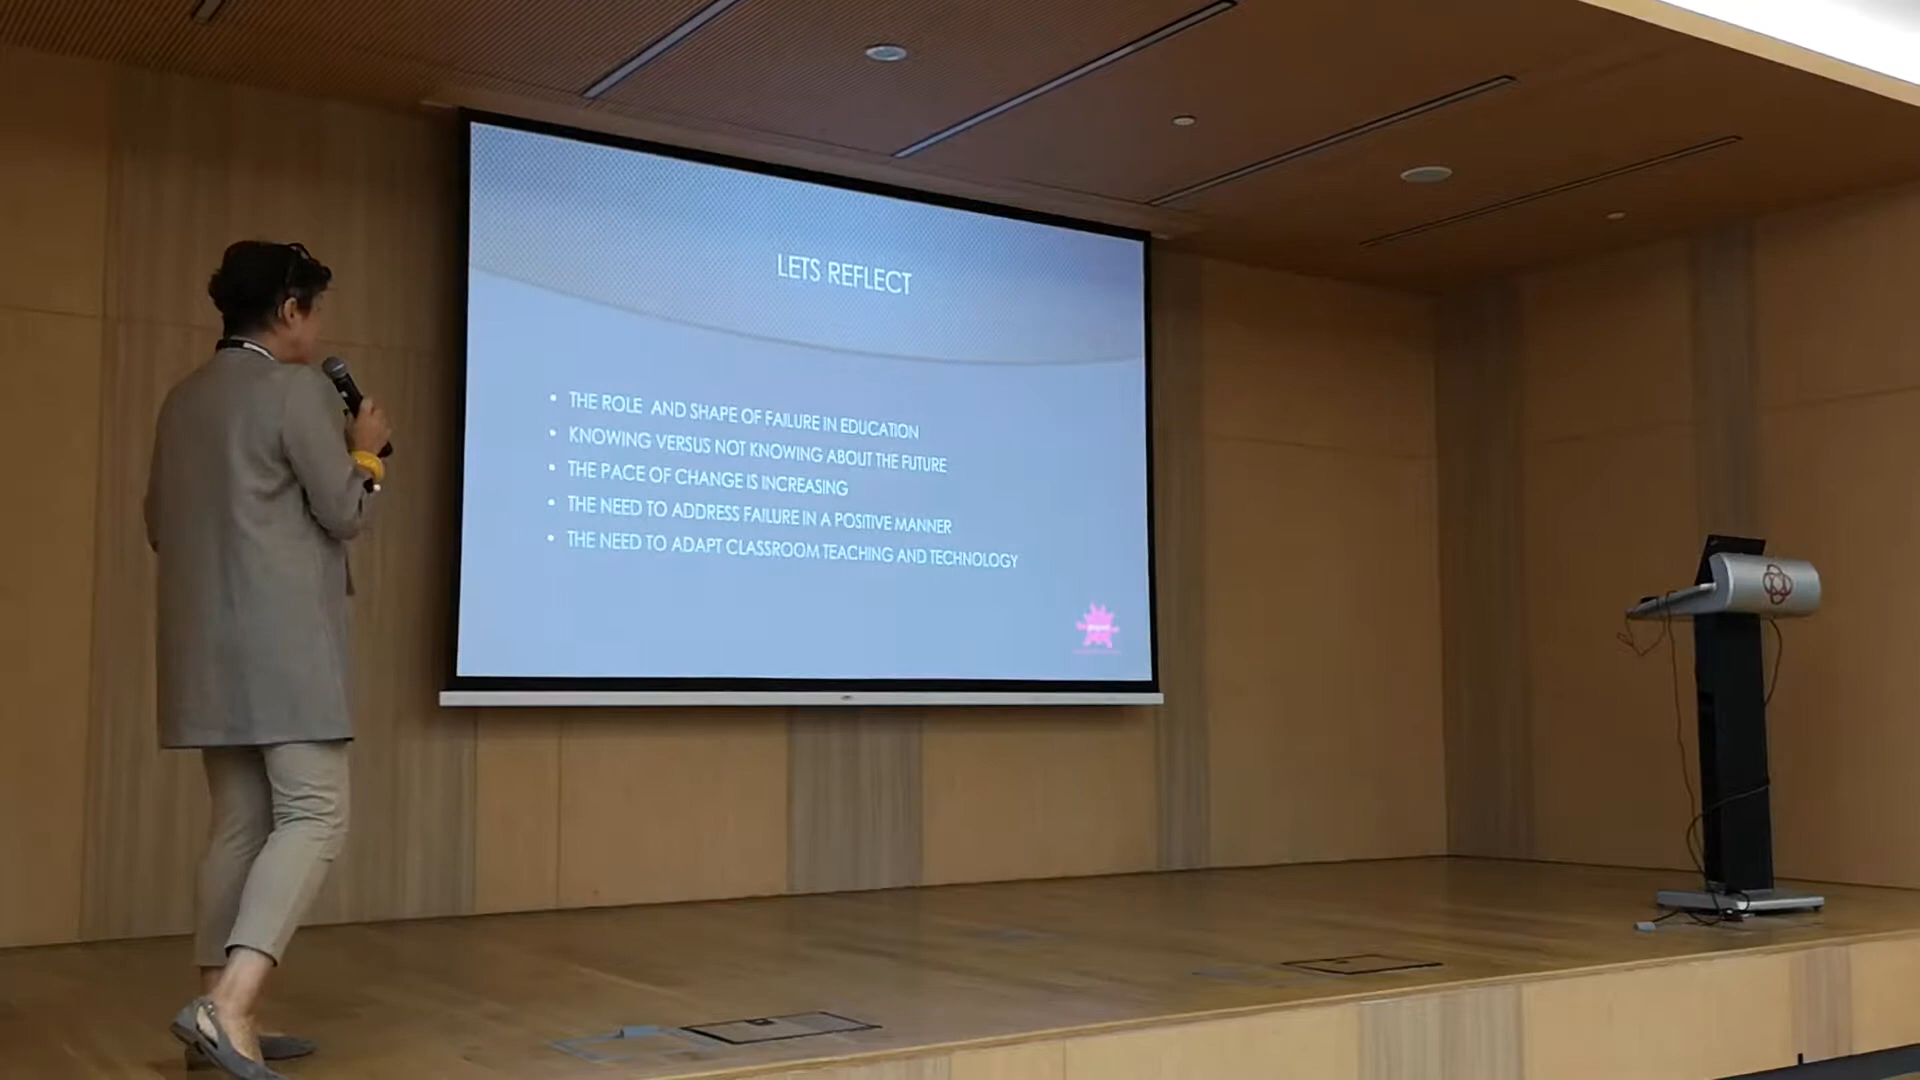 LETS REFLECT
• THE ROLE AND SHAPE OF FAILURE IN EDUCATION
• KNOWING VERSUS NOT KNOWING ABOUT THE FUTURE
• THE PACE OF CHANGE IS INCREASING
• THE NEED TO ADDRESS FAILURE IN A POSITIVE MANNER
• THE NEED TO ADAPT CLASSROOM TEACHING AND TECHNOLOGY